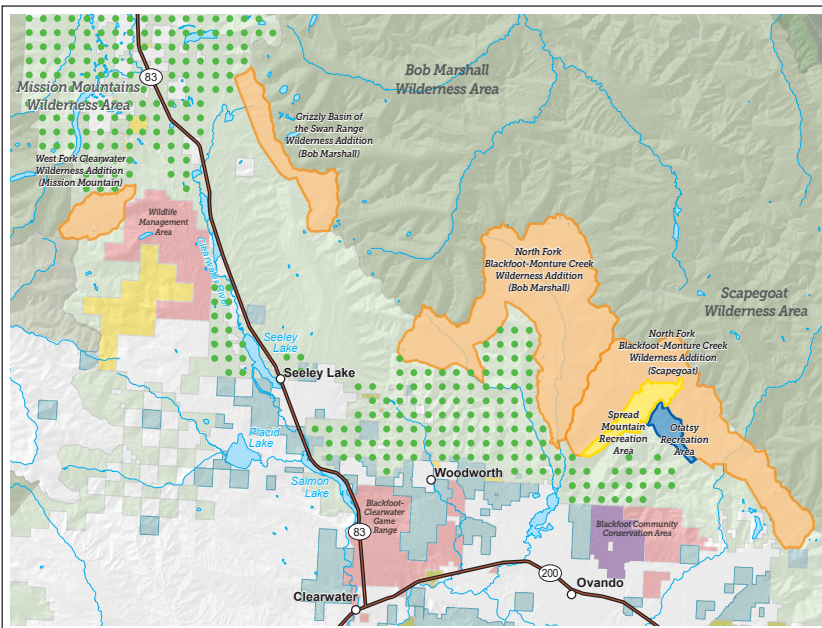 83
Mission Mountains
Wilderness Area
Bob Marshall
Wilderness Area
Grizzly Basin of
the Swan Range
Wilderness Addition
(Bob Marshall)
West Fork Clearwater
Wilderness Addition
(Mission Mountain)
Wildlife
Management
Area
Clearwater River
North Fork
Blackfoot-Monture Creek
Wilderness Addition
(Bob Marshall)
Scapegoat
Wilderness Area
North Fork
Blackfoot-Monture Creek
Wilderness Addition
(Scapegoat)
Seeley
Lake
Seeley Lake
Spread
Mountain
Recreation
Area
Otatsy
Recreation
Area
Placid
Lake
Salmon
Lake
Woodworth
Blackfoot-
Clearwater
Game
Range
83
Blackfoot Community
Conservation Area
200
Ovando
Clearwater